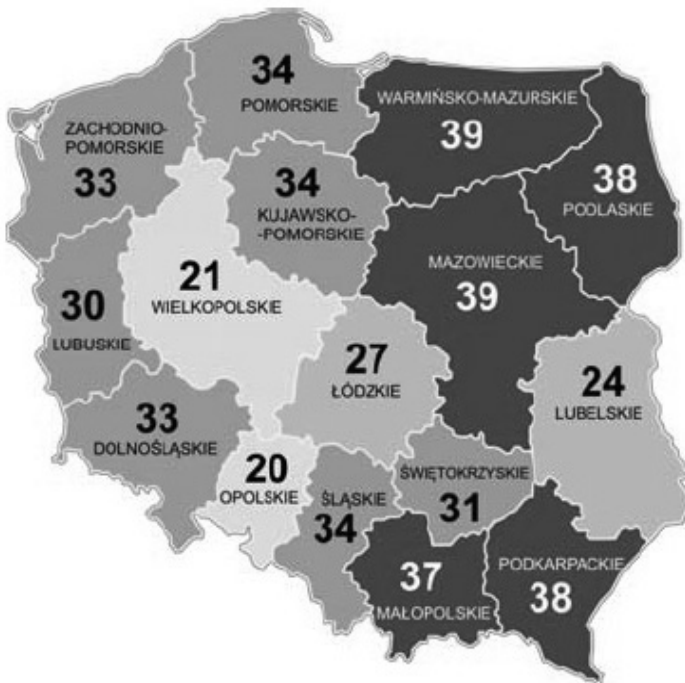 34
POMORSKIE
WARMIŃSKO-MAZURSKIE
39
ZACHODNIO-
POMORSKIE
33
34
KUJAWSKO-
-POMORSKIE
38
PODLASKIE
21
WIELKOPOLSKIE
MAZOWIECKIE
39
30
LUBUSKIE
27
ŁÓDZKIE
24
LUBELSKIE
33
DOLNOŚLĄSKIE
20
OPOLSKIE
ŚLĄSKIE
34
ŚWIĘTOKRZYSKIE
31
37
MAŁOPOLSKIE
PODKARPACKIE
38